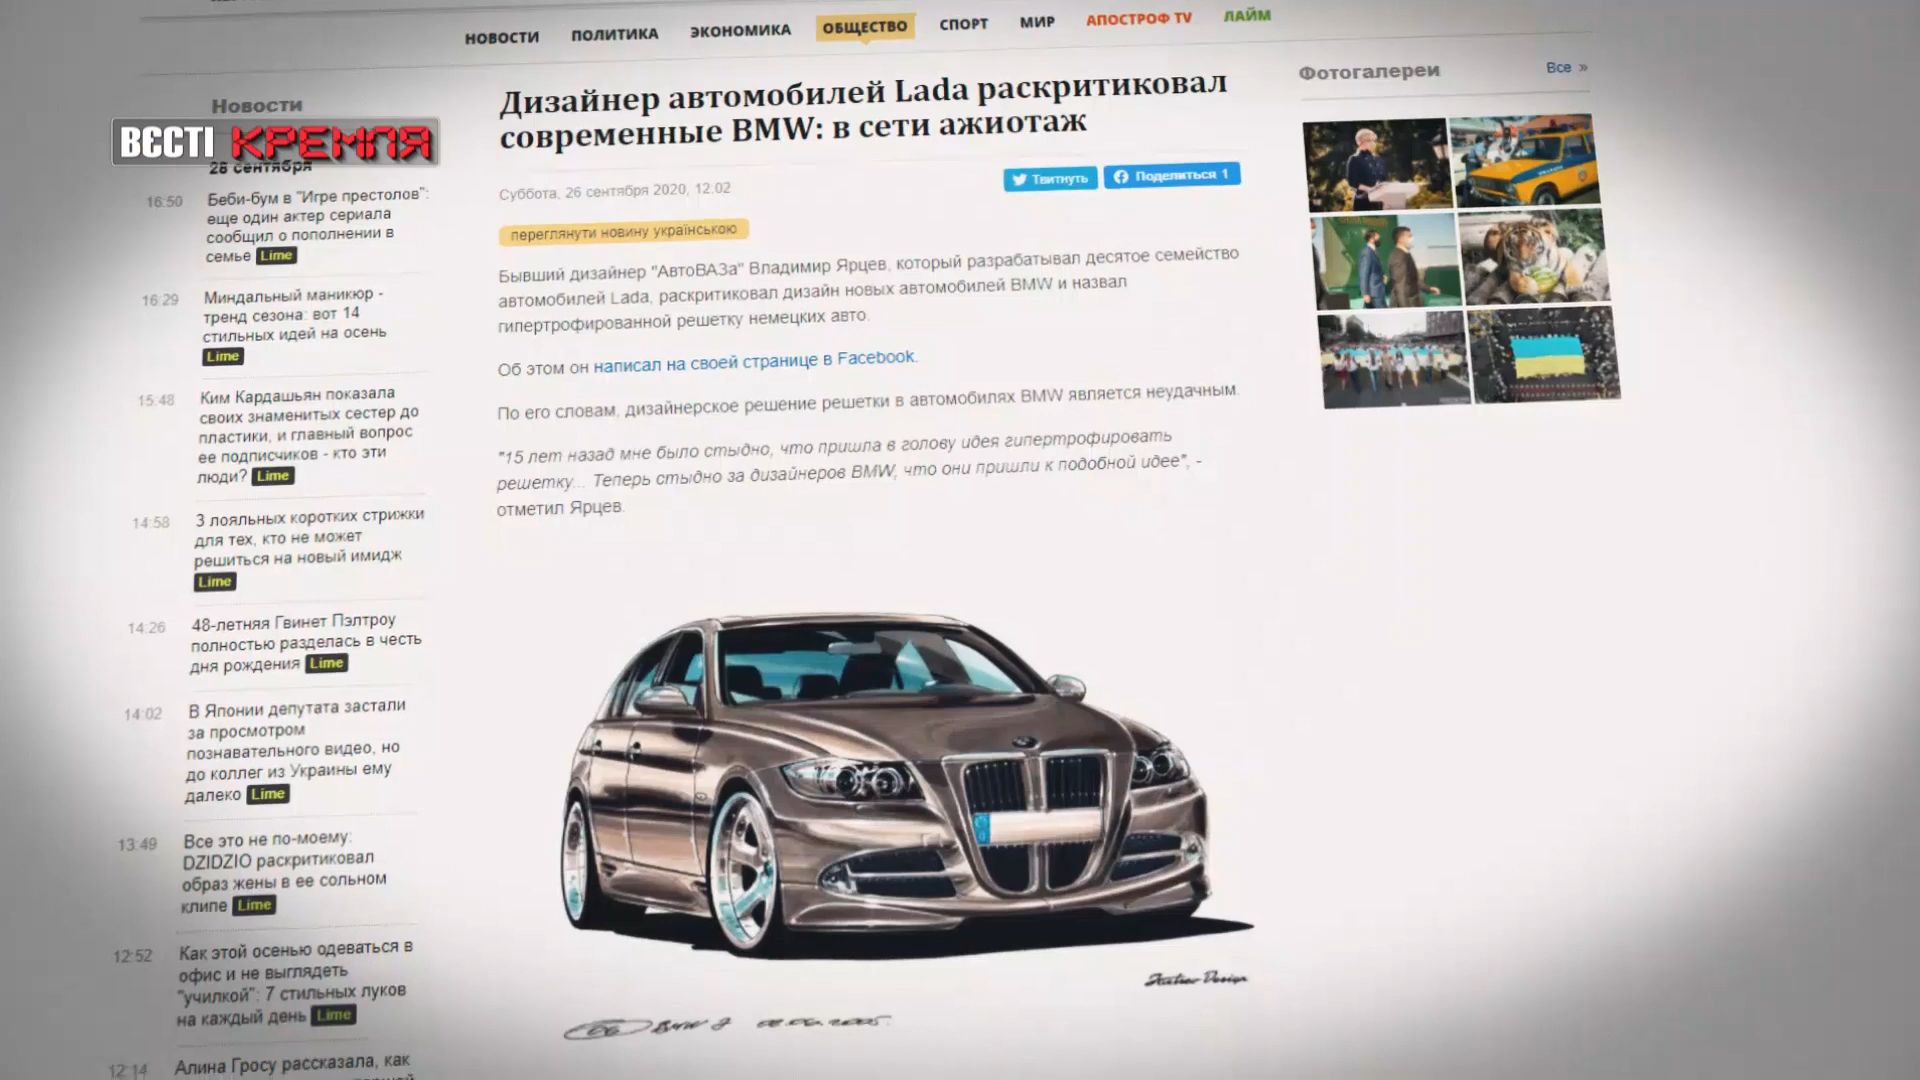 НОВОСТИ ПОЛИТИКА ЭКОНОМИКА ОБЩЕСТВО СПОРТ МИР АПОСТРОФ TV ЛАЙМ
Новости
ВЄСТІ КРЕМЛЯ
28 сентября
16:50 Беби-бум в "Игре престолов":
еще один актер сериала
сообщил о пополнении в
семье Lime
16:29 Миндальный маникюр -
тренд сезона: вот 14
стильных идей на осень
Lime
15:48 Ким Кардашьян показала
своих знаменитых сестер до
пластики, и главный вопрос
ее подписчиков - кто эти
люди? Lime
14:58 3 лояльных коротких стрижки
для тех, кто не может
решиться на новый имидж
Lime
14:26 48-летняя Гвинет Пэлтроу
полностью разделась в честь
дня рождения Lime
14:02 В Японии депутата застали
за просмотром
познавательного видео, но
до коллег из Украины ему
далеко Lime
13:49 Все это не по-моему:
DZIDZIO раскритиковал
образ жены в ее сольном
клипе Lime
12:52 Как этой осенью одеваться в
офис и не выглядеть
"училкой": 7 стильных луков
на каждый день Lime
12:14 Алина Гросу рассказала, как
Дизайнер автомобилей Lada раскритиковал
современные BMW: в сети ажиотаж
Суббота, 26 сентября 2020, 12.02
Твитнуть
Поделиться 1
переглянути новину українською
Бывший дизайнер "АвтоВАЗа" Владимир Ярцев, который разрабатывал десятое семейство
автомобилей Lada, раскритиковал дизайн новых автомобилей BMW и назвал
гипертрофированной решетку немецких авто.
Об этом он написал на своей странице в Facebook.
По его словам, дизайнерское решение решетки в автомобилях BMW является неудачным.
"15 лет назад мне было стыдно, что пришла в голову идея гипертрофировать
решетку... Теперь стыдно за дизайнеров BMW, что они пришли к подобной идее", -
отметил Ярцев.
Design
BMW
Фотогалереи
Все »